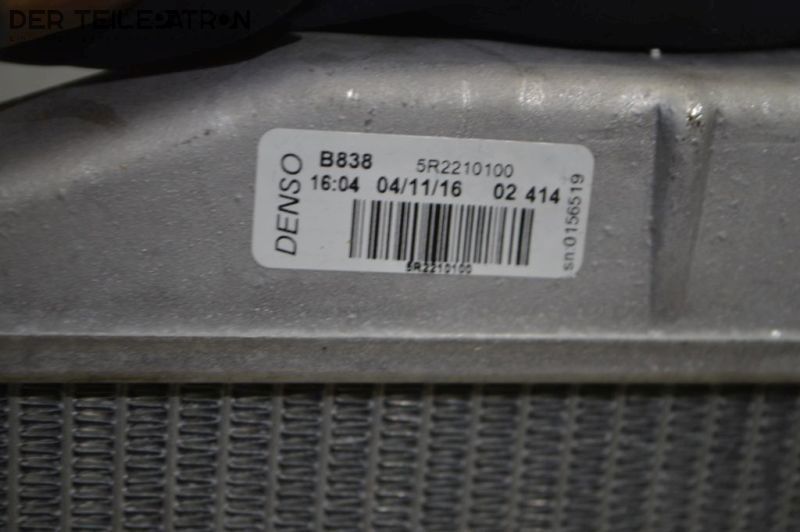 DER TEILEPATRON
DENSO
B838 5R2210100
16:04 04/11/16 02 414
5R2210100
sn:0156519